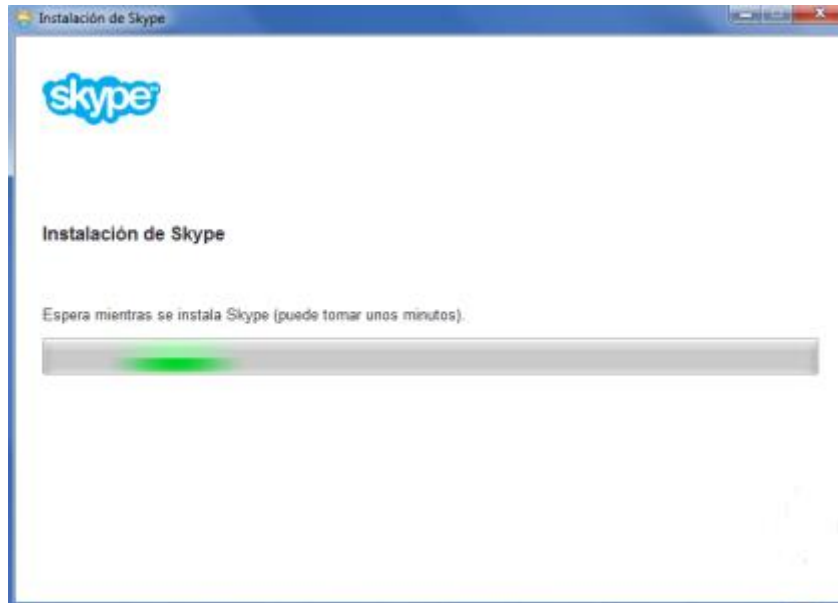 Instalación de Skype
skype
Instalación de Skype
Espera mientras se instala Skype (puede tomar unos minutos).